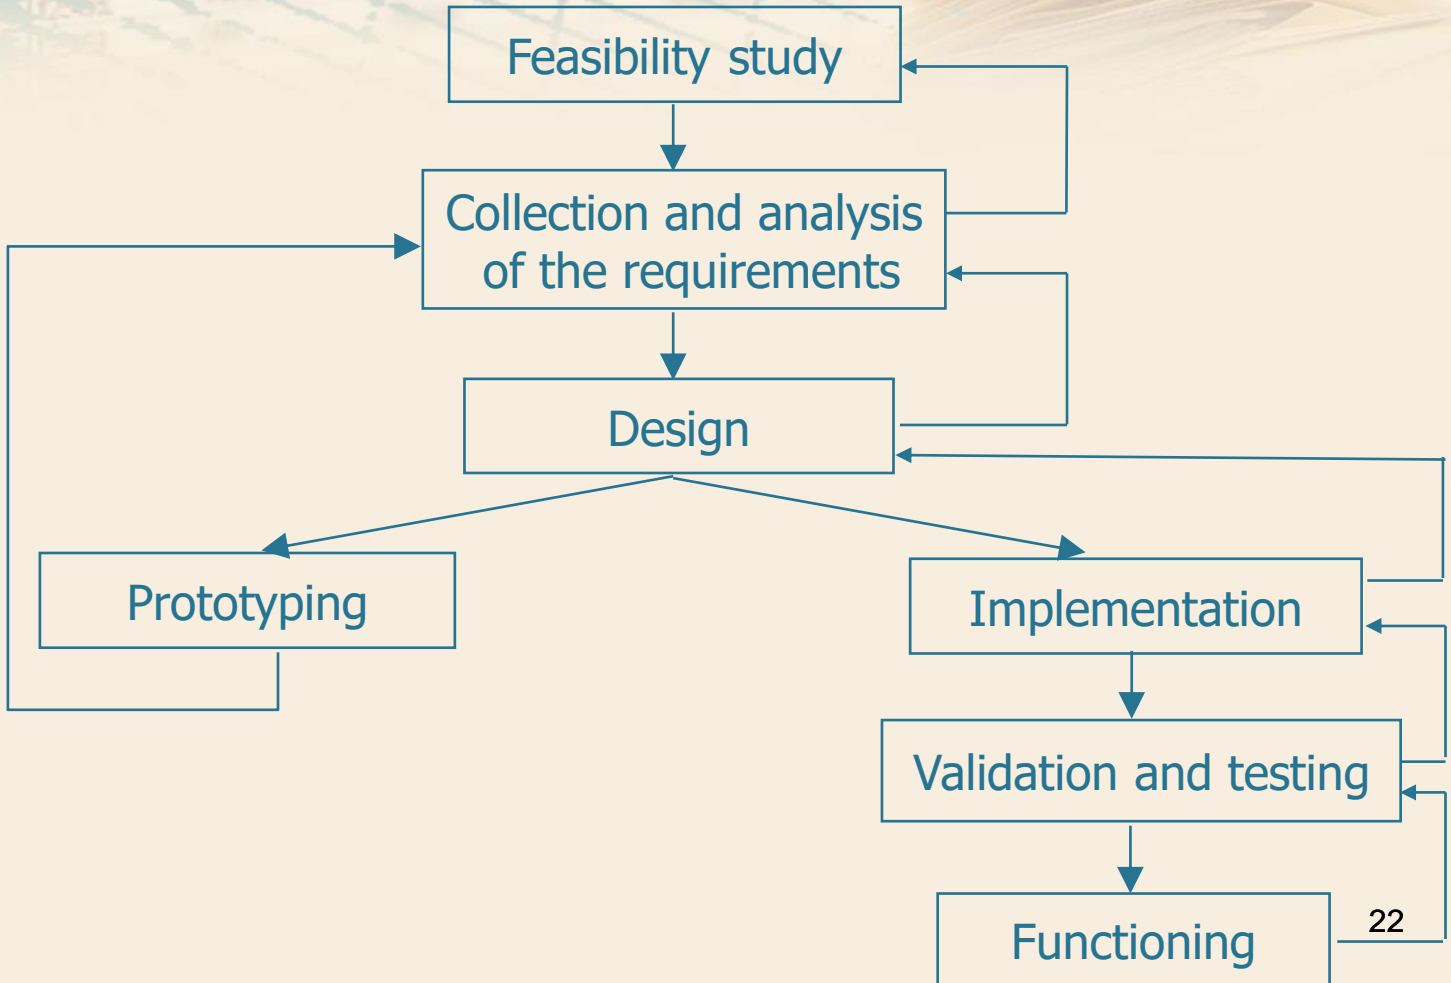 Feasibility study
Collection and analysis
of the requirements
Design
Prototyping
Implementation
Validation and testing
Functioning
22